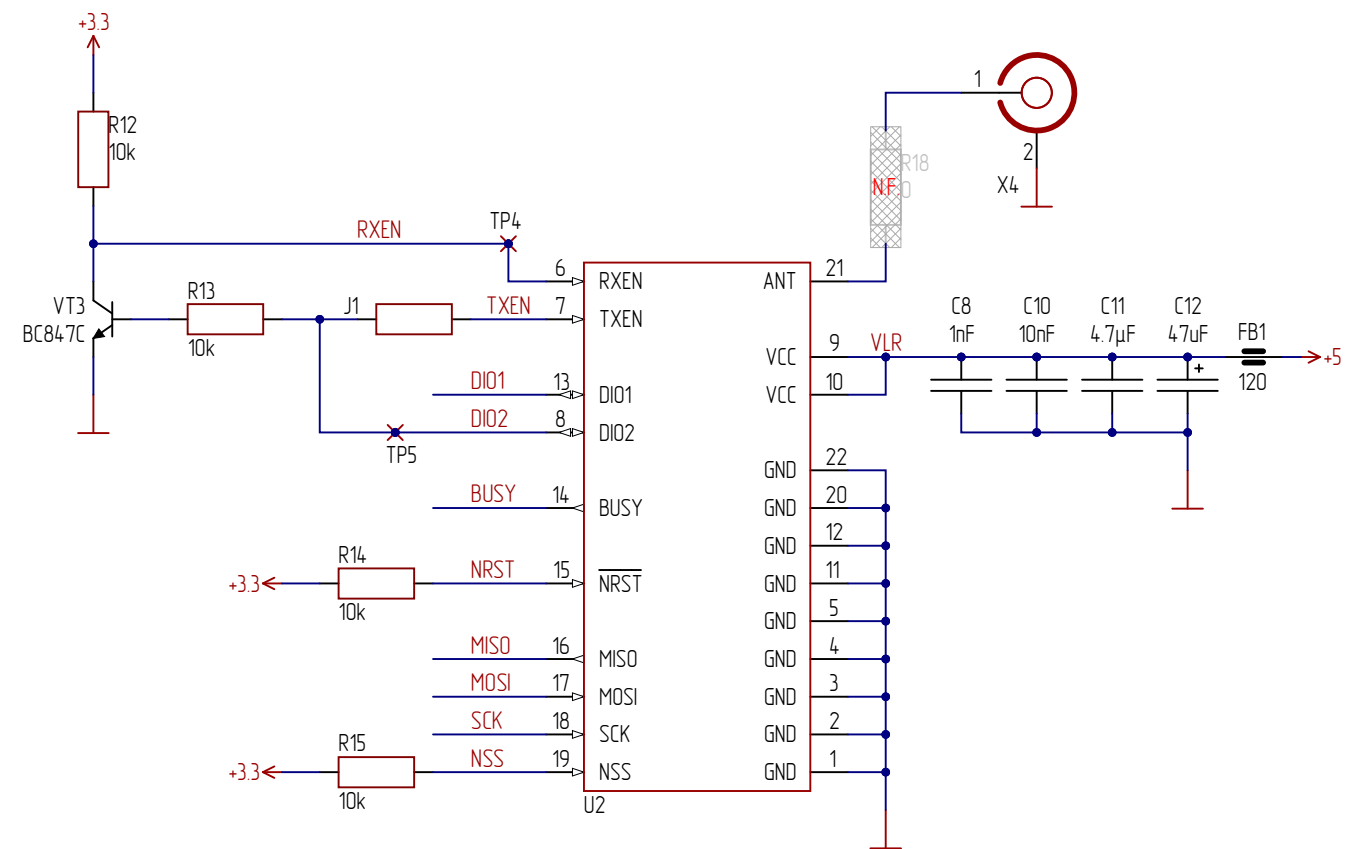 +3.3
1
R12
10k
R18
0
N.F.
2
X4
RXEN
TP4
6
RXEN
ANT
21
VT3
BC847C
R13
10k
J1
TXEN
7
TXEN
C8
1nF
C10
10nF
C11
4.7µF
C12
47uF
FB1
120
+5
+
VCC
9
VLR
VCC
10
DIO1
13
DIO1
DIO2
8
DIO2
TP5
GND
22
BUSY
14
BUSY
GND
20
GND
12
+3.3
R14
10k
NRST
15
NRST
GND
11
GND
5
MISO
16
MISO
GND
4
MOSI
17
MOSI
GND
3
SCK
18
SCK
GND
2
+3.3
R15
10k
NSS
19
NSS
GND
1
U2